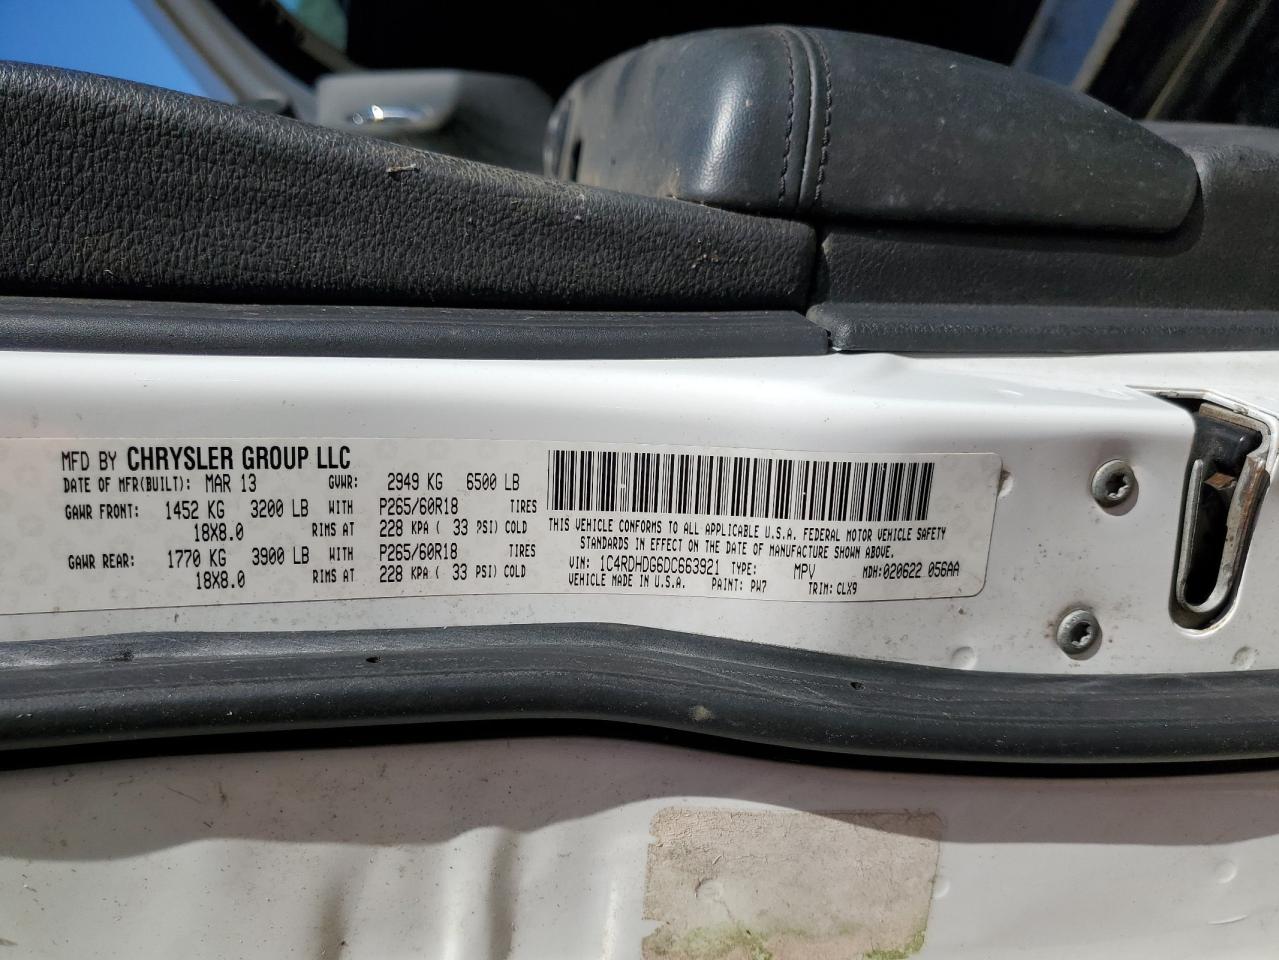 MFD BY CHRYSLER GROUP LLC
DATE OF MFR(BUILT): MAR 13 GVWR: 2949 KG 6500 LB
GAWR FRONT: 1452 KG 3200 LB WITH P265/60R18 TIRES
18X8.0 RIMS AT 228 KPA ( 33 PSI) COLD
GAWR REAR: 1770 KG 3900 LB WITH P265/60R18 TIRES
18X8.0 RIMS AT 228 KPA ( 33 PSI) COLD
THIS VEHICLE CONFORMS TO ALL APPLICABLE U.S.A. FEDERAL MOTOR VEHICLE SAFETY
STANDARDS IN EFFECT ON THE DATE OF MANUFACTURE SHOWN ABOVE.
VIN: 1C4RDHDG6DC663921 TYPE: MPV MDH:020622 056AA
VEHICLE MADE IN U.S.A. PAINT: PW7 TRIM: CLX9